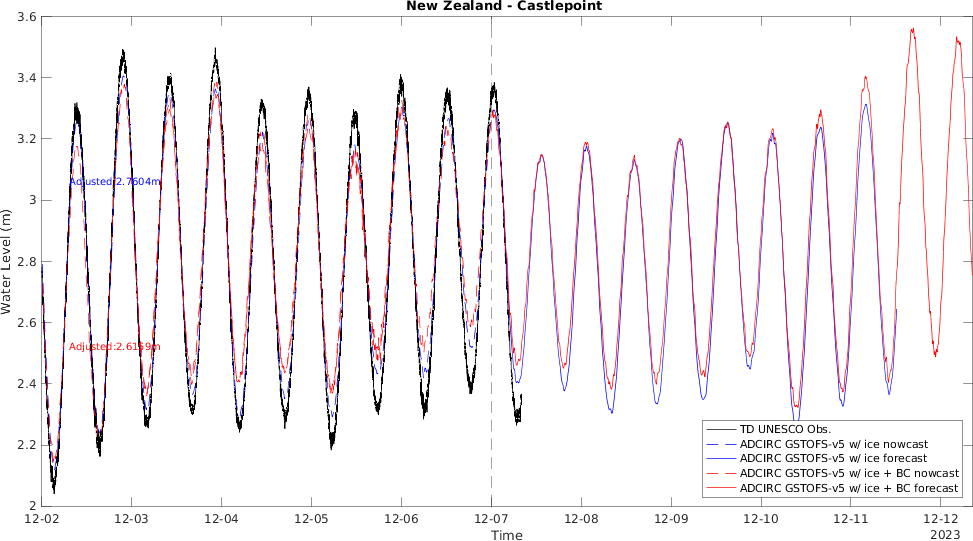 New Zealand - Castlepoint
3.6
3.4
3.2
3
2.8
2.6
2.4
2.2
2
Water Level (m)
Adjusted:2.7604m
Adjusted:2.6159m
TD UNESCO Obs.
ADCIRC GSTOFS-v5 w/ ice nowcast
ADCIRC GSTOFS-v5 w/ ice forecast
ADCIRC GSTOFS-v5 w/ ice + BC nowcast
ADCIRC GSTOFS-v5 w/ ice + BC forecast
12-02 12-03 12-04 12-05 12-06 12-07 12-08 12-09 12-10 12-11 12-12
2023
Time